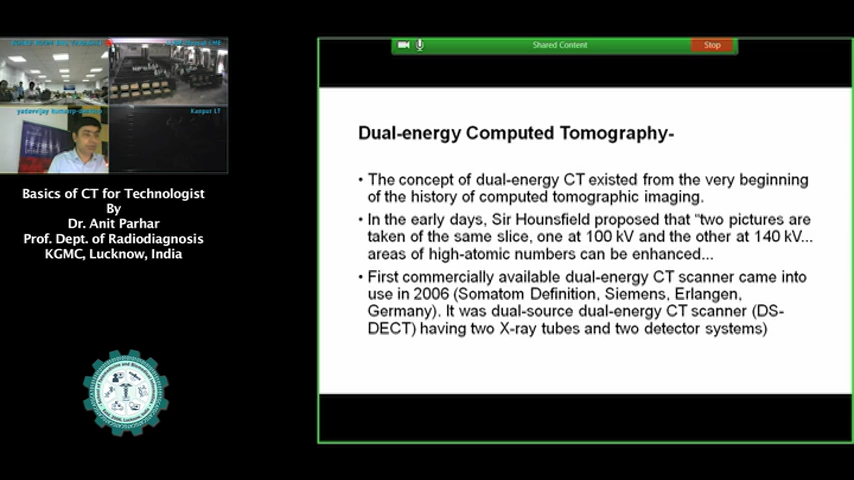 Shared Content
Stop
Kanpur LT
Basics of CT for Technologist
By
Dr. Anit Parhar
Prof. Dept. of Radiodiagnosis
KGMC, Lucknow, India
Dual-energy Computed Tomography-
• The concept of dual-energy CT existed from the very beginning
of the history of computed tomographic imaging.
• In the early days, Sir Hounsfield proposed that “two pictures are
taken of the same slice, one at 100 kV and the other at 140 kV...
areas of high-atomic numbers can be enhanced...
• First commercially available dual-energy CT scanner came into
use in 2006 (Somatom Definition, Siemens, Erlangen,
Germany). It was dual-source dual-energy CT scanner (DS-
DECT) having two X-ray tubes and two detector systems)